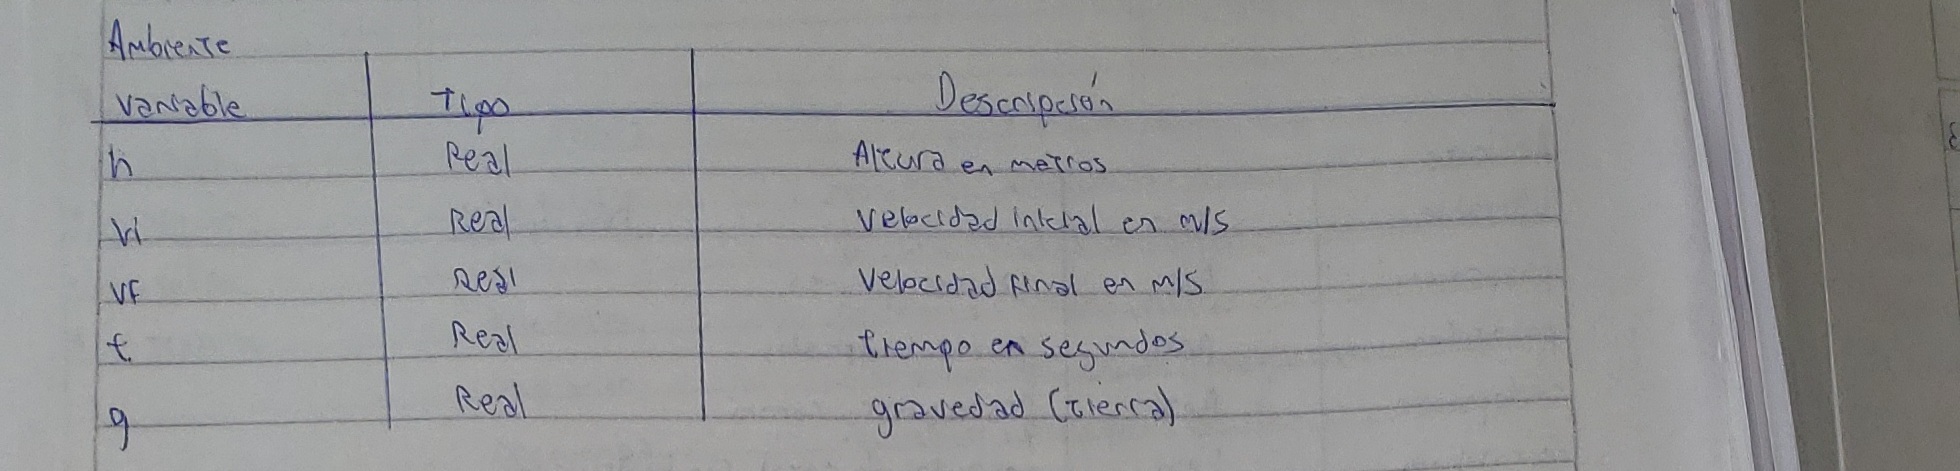 Ambiente
Variable Tipo Descripción
h Real Altura en metros
Vi Real Velocidad inicial en m/s
VF Real Velocidad Final en m/s
t Real tiempo en segundos
g Real gravedad (Tierra)